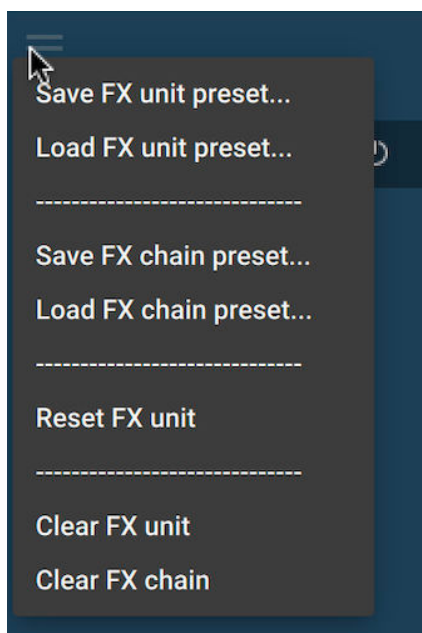 Save FX unit preset...
Load FX unit preset...
------------------------------
Save FX chain preset...
Load FX chain preset...
------------------------------
Reset FX unit
------------------------------
Clear FX unit
Clear FX chain